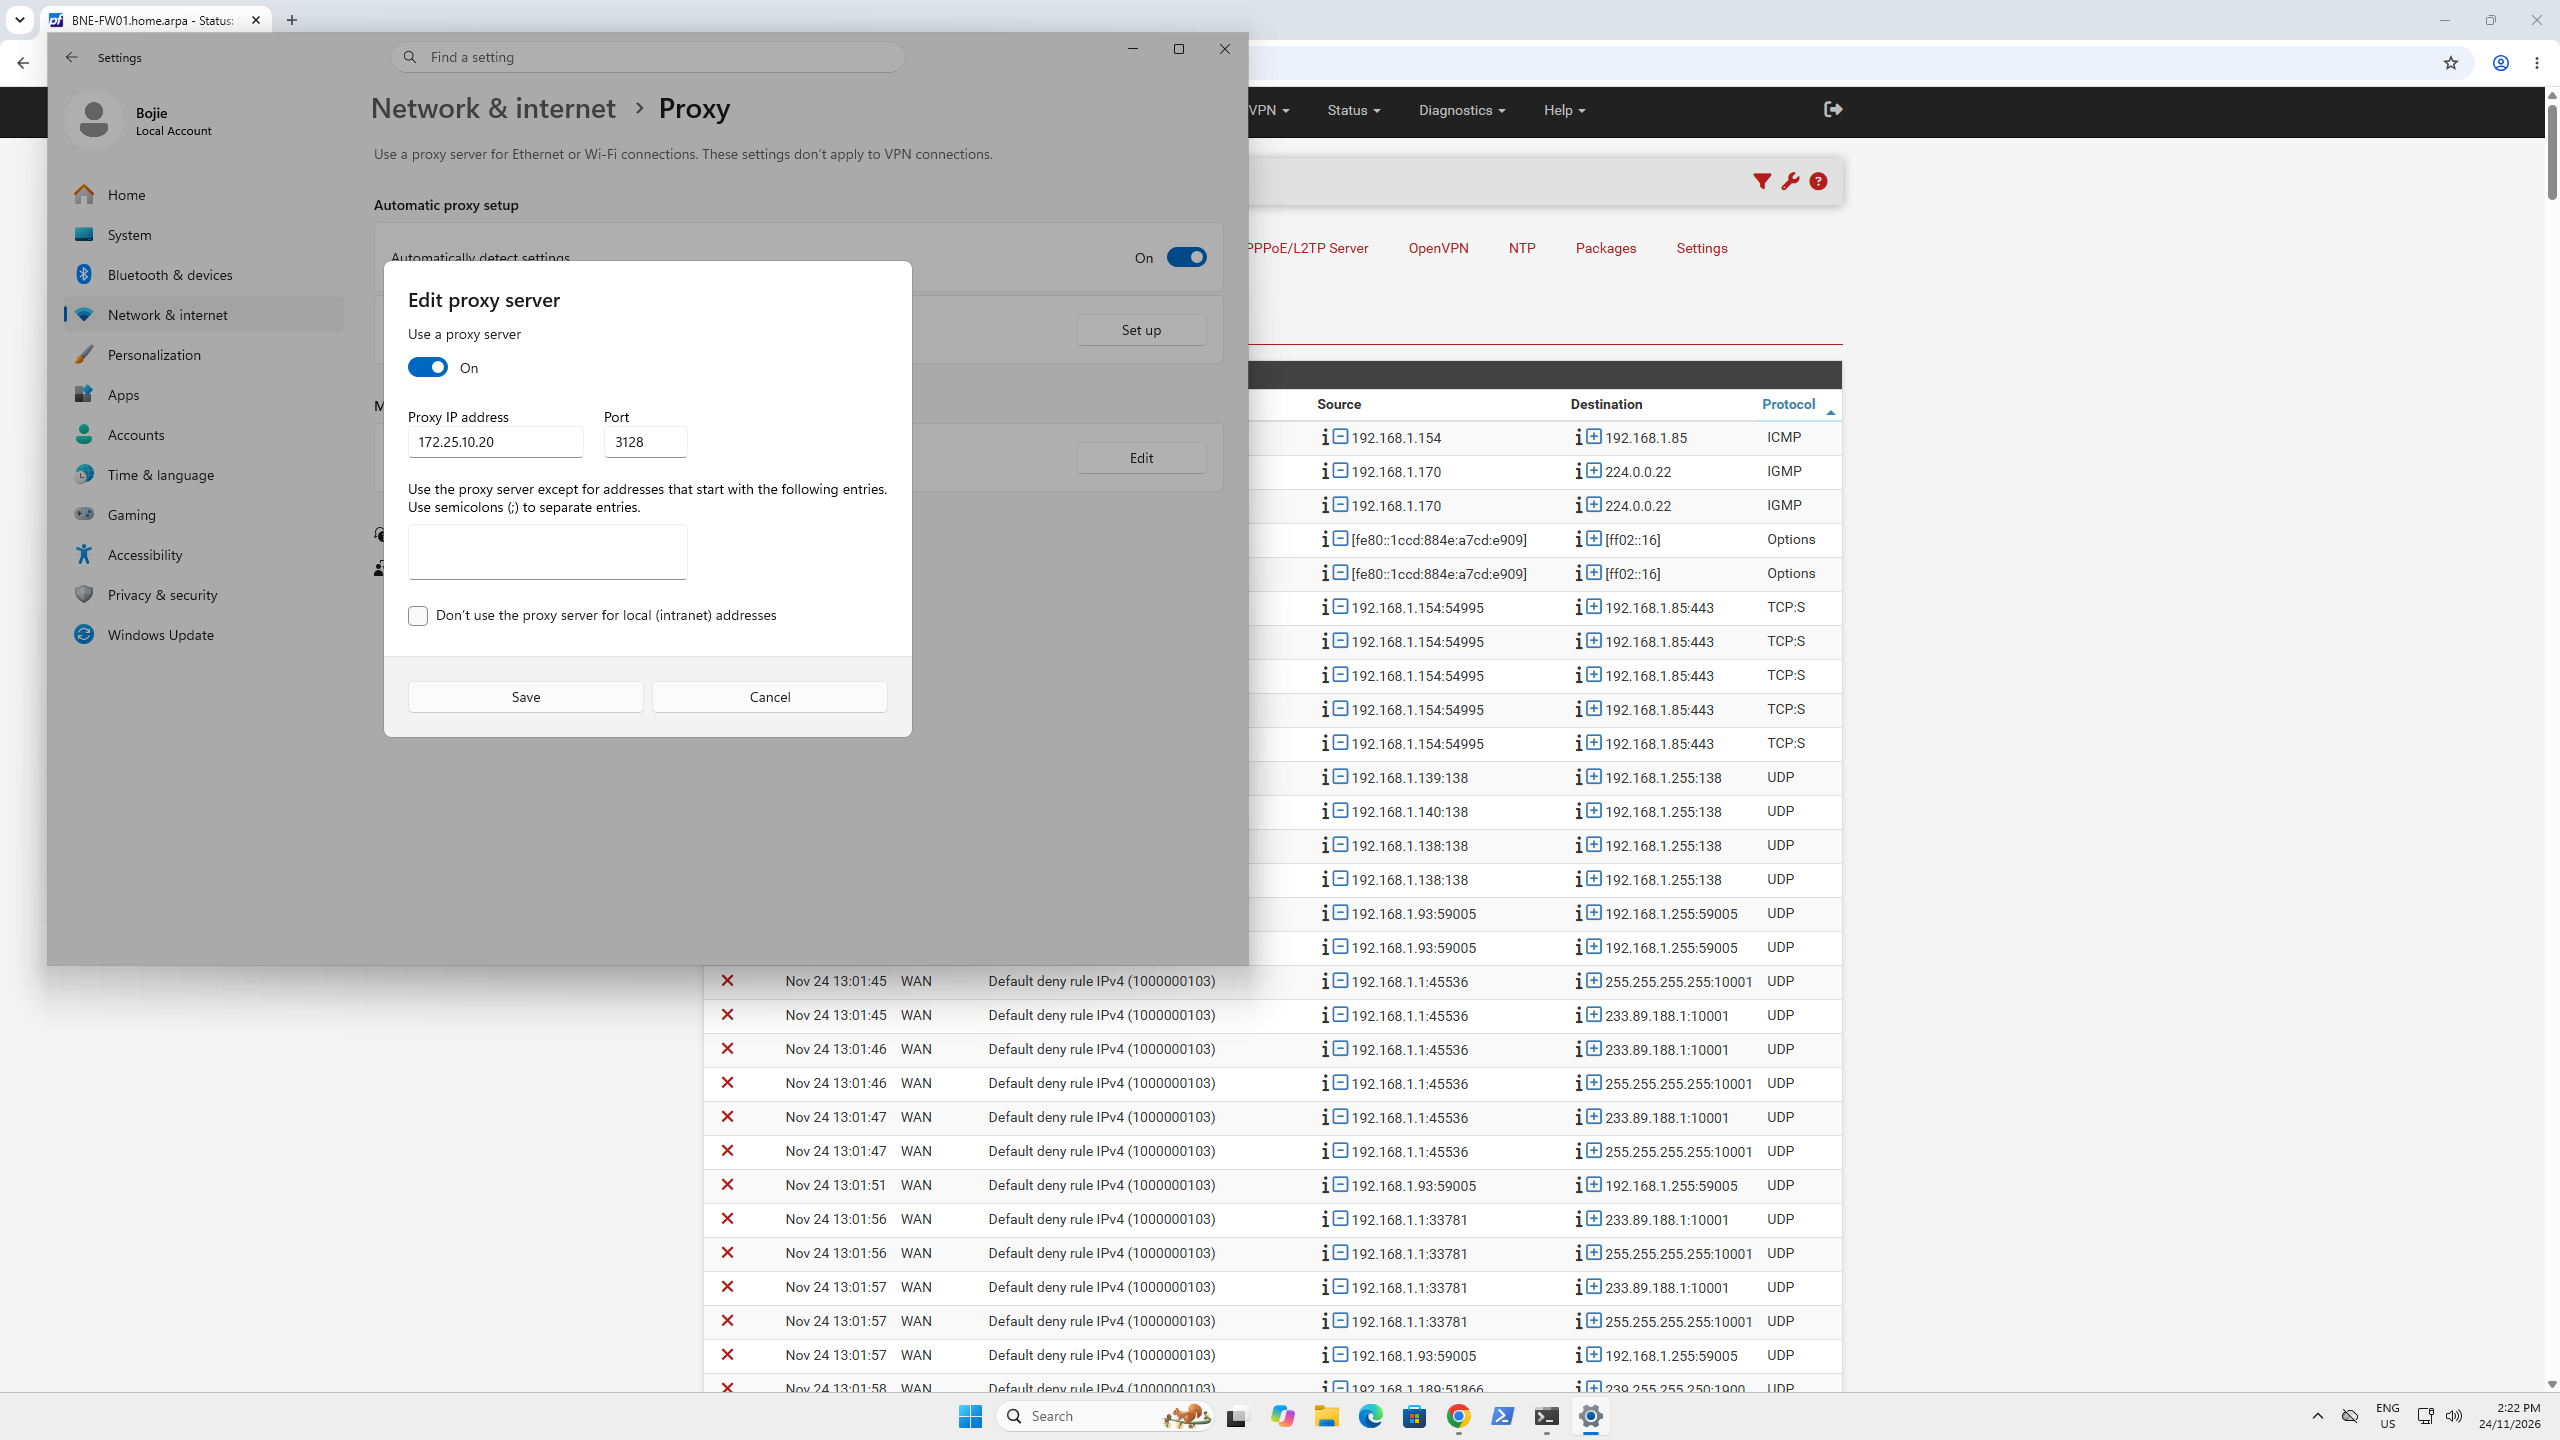 BNE-FW01.home.arpa - Status:
Settings
Find a setting
VPN
Status
Diagnostics
Help
Bojie
Local Account
Network & internet > Proxy
Use a proxy server for Ethernet or Wi-Fi connections. These settings don't apply to VPN connections.
Home
System
Bluetooth & devices
Network & internet
Personalization
Apps
Accounts
Time & language
Gaming
Accessibility
Privacy & security
Windows Update
Automatic proxy setup
Automatically detect settings
On
Set up
Edit
Edit proxy server
Use a proxy server
On
Proxy IP address Port
172.25.10.20 3128
Use the proxy server except for addresses that start with the following entries.
Use semicolons (;) to separate entries.
Don't use the proxy server for local (intranet) addresses
Save Cancel
PPPoE/L2TP Server OpenVPN NTP Packages Settings
Source Destination Protocol
192.168.1.154 192.168.1.85 ICMP
192.168.1.170 224.0.0.22 IGMP
192.168.1.170 224.0.0.22 IGMP
[fe80::1ccd:884e:a7cd:e909] [ff02::16] Options
[fe80::1ccd:884e:a7cd:e909] [ff02::16] Options
192.168.1.154:54995 192.168.1.85:443 TCP:S
192.168.1.154:54995 192.168.1.85:443 TCP:S
192.168.1.154:54995 192.168.1.85:443 TCP:S
192.168.1.154:54995 192.168.1.85:443 TCP:S
192.168.1.154:54995 192.168.1.85:443 TCP:S
192.168.1.139:138 192.168.1.255:138 UDP
192.168.1.140:138 192.168.1.255:138 UDP
192.168.1.138:138 192.168.1.255:138 UDP
192.168.1.138:138 192.168.1.255:138 UDP
192.168.1.93:59005 192.168.1.255:59005 UDP
192.168.1.93:59005 192.168.1.255:59005 UDP
Nov 24 13:01:45 WAN Default deny rule IPv4 (1000000103) 192.168.1.1:45536 255.255.255.255:10001 UDP
Nov 24 13:01:45 WAN Default deny rule IPv4 (1000000103) 192.168.1.1:45536 233.89.188.1:10001 UDP
Nov 24 13:01:46 WAN Default deny rule IPv4 (1000000103) 192.168.1.1:45536 233.89.188.1:10001 UDP
Nov 24 13:01:46 WAN Default deny rule IPv4 (1000000103) 192.168.1.1:45536 255.255.255.255:10001 UDP
Nov 24 13:01:47 WAN Default deny rule IPv4 (1000000103) 192.168.1.1:45536 233.89.188.1:10001 UDP
Nov 24 13:01:47 WAN Default deny rule IPv4 (1000000103) 192.168.1.1:45536 255.255.255.255:10001 UDP
Nov 24 13:01:51 WAN Default deny rule IPv4 (1000000103) 192.168.1.93:59005 192.168.1.255:59005 UDP
Nov 24 13:01:56 WAN Default deny rule IPv4 (1000000103) 192.168.1.1:33781 233.89.188.1:10001 UDP
Nov 24 13:01:56 WAN Default deny rule IPv4 (1000000103) 192.168.1.1:33781 255.255.255.255:10001 UDP
Nov 24 13:01:57 WAN Default deny rule IPv4 (1000000103) 192.168.1.1:33781 233.89.188.1:10001 UDP
Nov 24 13:01:57 WAN Default deny rule IPv4 (1000000103) 192.168.1.1:33781 255.255.255.255:10001 UDP
Nov 24 13:01:57 WAN Default deny rule IPv4 (1000000103) 192.168.1.93:59005 192.168.1.255:59005 UDP
Nov 24 13:01:58 WAN Default deny rule IPv4 (1000000103) 192.168.1.189:51866 239.255.255.250:1900 UDP
Search
ENG
US
2:22 PM
24/11/2026